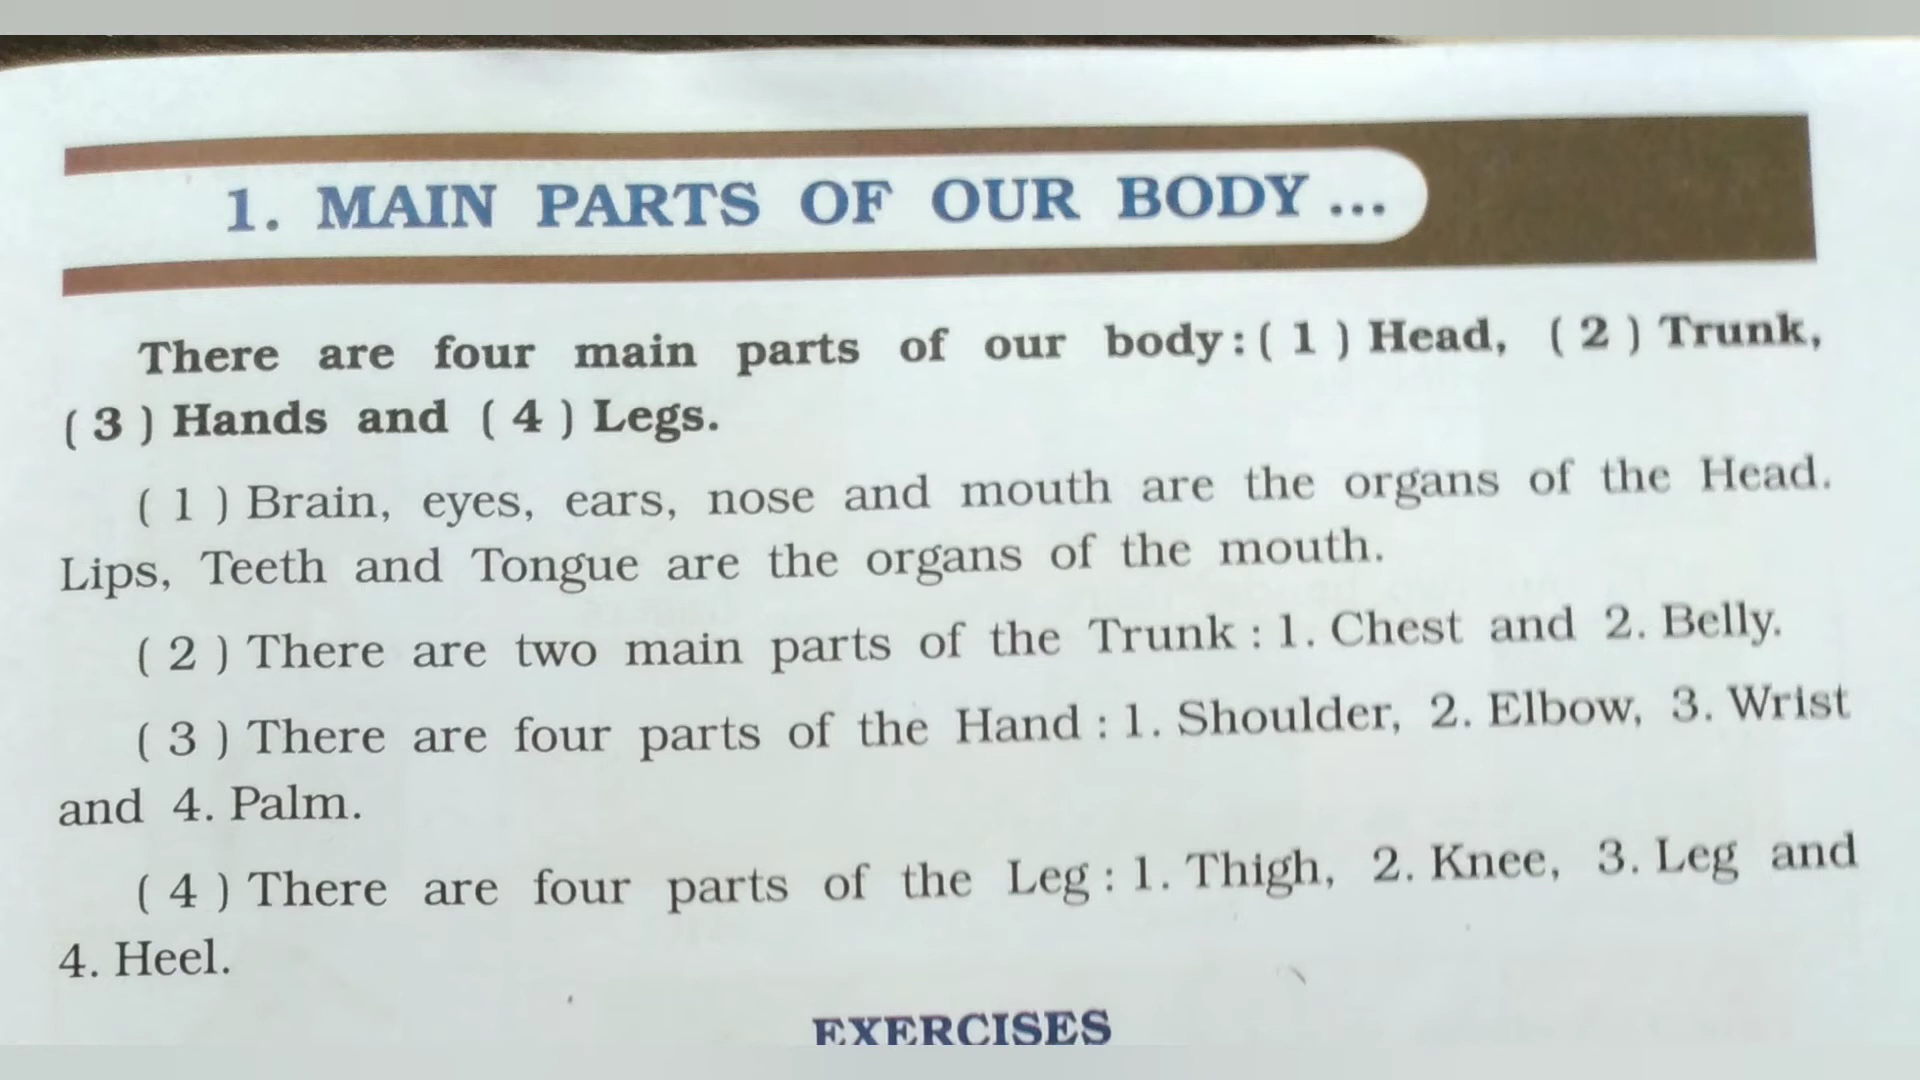 1. MAIN PARTS OF OUR BODY ...
There are four main parts of our body : ( 1 ) Head, ( 2 ) Trunk,
( 3 ) Hands and ( 4 ) Legs.
( 1 ) Brain, eyes, ears, nose and mouth are the organs of the Head.
Lips, Teeth and Tongue are the organs of the mouth.
( 2 ) There are two main parts of the Trunk : 1. Chest and 2. Belly.
( 3 ) There are four parts of the Hand : 1. Shoulder, 2. Elbow, 3. Wrist
and 4. Palm.
( 4 ) There are four parts of the Leg : 1. Thigh, 2. Knee, 3. Leg and
4. Heel.
EXERCISES